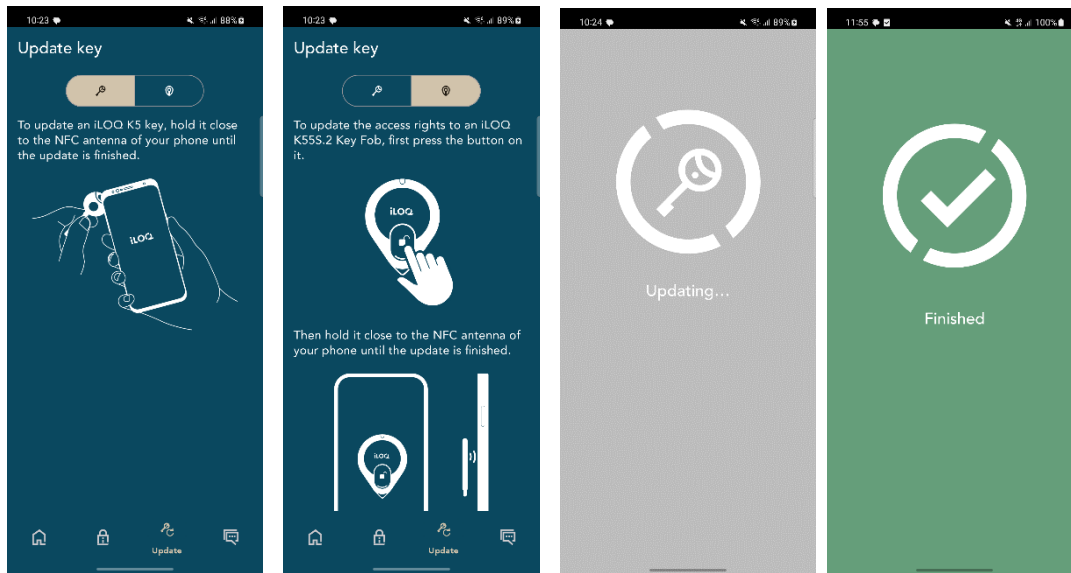 10:23
88%
Update key
To update an iLOQ K5 key, hold it close
to the NFC antenna of your phone until
the update is finished.
iLOQ
Update
10:23
89%
Update key
To update the access rights to an iLOQ
K55S.2 Key Fob, first press the button on
it.
iLOQ
Then hold it close to the NFC antenna of
your phone until the update is finished.
iLOQ
Update
10:24
89%
Updating...
11:55
100%
Finished